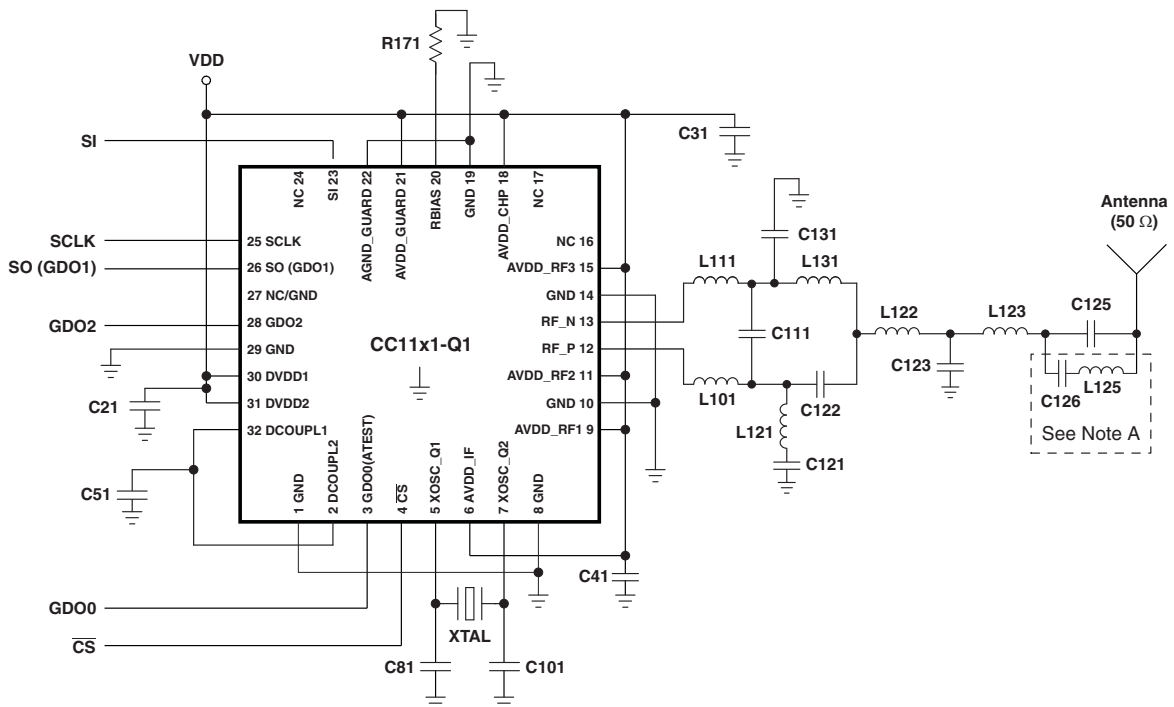 R171
VDD
C31
SI
NC 24
SI 23
AGND_GUARD 22
AVDD_GUARD 21
RBIAS 20
GND 19
AVDD_CHP 18
NC 17
Antenna
(50 Ω)
SCLK
25 SCLK
NC 16
C131
SO (GDO1)
26 SO (GDO1)
AVDD_RF3 15
L111
L131
27 NC/GND
GND 14
GDO2
28 GDO2
RF_N 13
L122
L123
C125
29 GND
CC11x1-Q1
RF_P 12
C111
30 DVDD1
AVDD_RF2 11
C123
C126
L125
C21
31 DVDD2
GND 10
L101
C122
32 DCOUPL1
AVDD_RF1 9
L121
See Note A
C121
C51
1 GND
2 DCOUPL2
3 GDO0(ATEST)
4 CS
5 XOSC_Q1
6 AVDD_IF
7 XOSC_Q2
8 GND
C41
GDO0
XTAL
CS
C81
C101